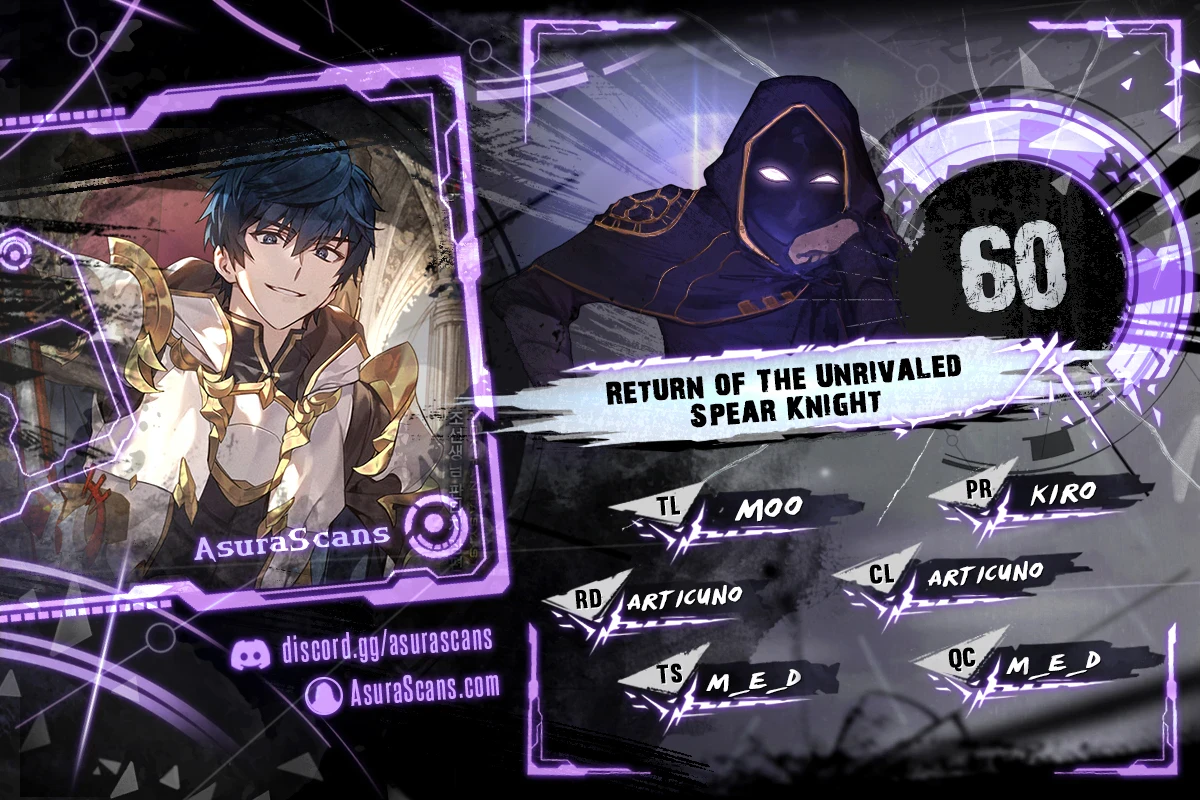 60
RETURN OF THE UNRIVALED
SPEAR KNIGHT
TL MOO
PR KIRO
RD ARTICUNO
CL ARTICUNO
TS M_E_D
QC M_E_D
AsuraScans
discord.gg/asurascans
AsuraScans.com